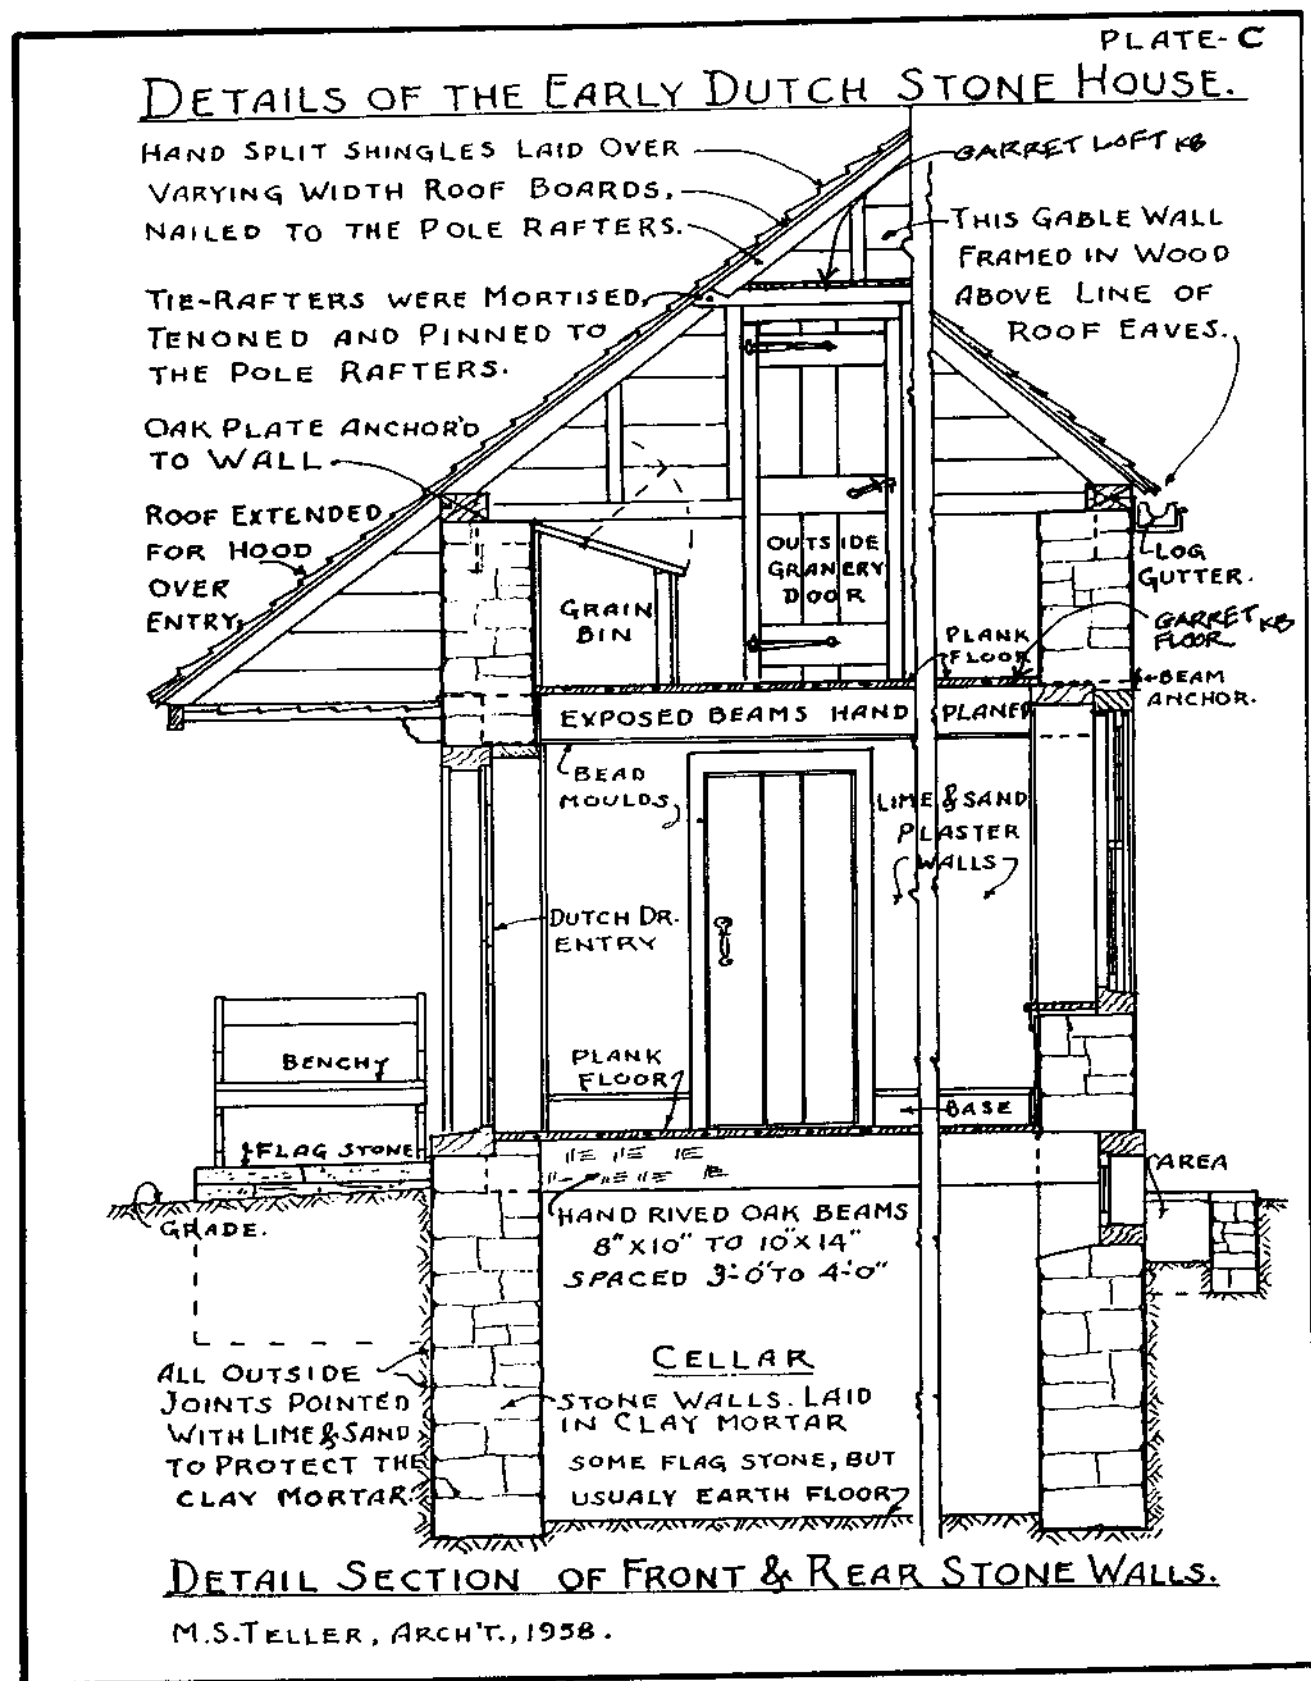 PLATE-C
DETAILS OF THE EARLY DUTCH STONE HOUSE.
HAND SPLIT SHINGLES LAID OVER
VARYING WIDTH ROOF BOARDS,
NAILED TO THE POLE RAFTERS.
GARRET LOFT KB
THIS GABLE WALL
FRAMED IN WOOD
ABOVE LINE OF
ROOF EAVES.
TIE-RAFTERS WERE MORTISED,
TENONED AND PINNED TO
THE POLE RAFTERS.
OAK PLATE ANCHOR'D
TO WALL
ROOF EXTENDED
FOR HOOD
OVER
ENTRY
GRAIN
BIN
OUTSIDE
GRANERY
DOOR
LOG
GUTTER.
PLANK
FLOOR
GARRET KB
FLOOR
BEAM
ANCHOR.
EXPOSED BEAMS HAND PLANED
BEAD
MOULDS
LIME & SAND
PLASTER
WALLS
DUTCH DR.
ENTRY
BENCH
PLANK
FLOOR
BASE
FLAG STONE
GRADE.
AREA
HAND RIVED OAK BEAMS
8"X10" TO 10"X14"
SPACED 3'-0" TO 4'-0"
ALL OUTSIDE
JOINTS POINTED
WITH LIME & SAND
TO PROTECT THE
CLAY MORTAR.
CELLAR
STONE WALLS. LAID
IN CLAY MORTAR
SOME FLAG STONE, BUT
USUALY EARTH FLOOR
DETAIL SECTION OF FRONT & REAR STONE WALLS.
M.S. TELLER, ARCH'T., 1958.